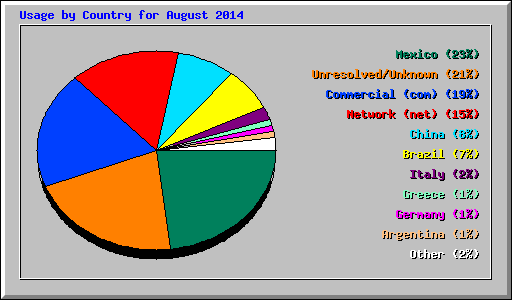 Usage by Country for August 2014
Mexico (23%)
Unresolved/Unknown (21%)
Commercial (com) (19%)
Network (net) (15%)
China (8%)
Brazil (7%)
Italy (2%)
Greece (1%)
Germany (1%)
Argentina (1%)
Other (2%)